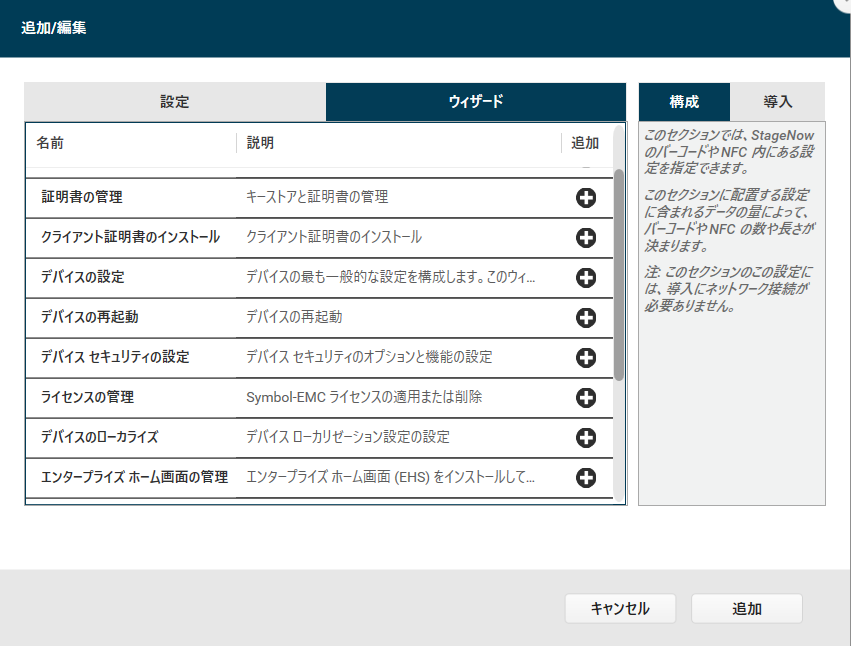 追加/編集
設定
ウィザード
構成
導入
名前
説明
追加
証明書の管理
キーストアと証明書の管理
クライアント証明書のインストール
クライアント証明書のインストール
デバイスの設定
デバイスの最も一般的な設定を構成します。このウィ...
デバイスの再起動
デバイスの再起動
デバイス セキュリティの設定
デバイス セキュリティのオプションと機能の設定
ライセンスの管理
Symbol-EMC ライセンスの適用または削除
デバイスのローカライズ
デバイス ローカリゼーション設定の設定
エンタープライズ ホーム画面の管理
エンタープライズ ホーム画面 (EHS) をインストールして...
このセクションでは、StageNow
のバーコードや NFC 内にある設
定を指定できます。
このセクションに配置する設定
に含まれるデータの量によって、
バーコードや NFC の数や長さが
決まります。
注: このセクションのこの設定に
は、導入にネットワーク接続が
必要ありません。
キャンセル
追加